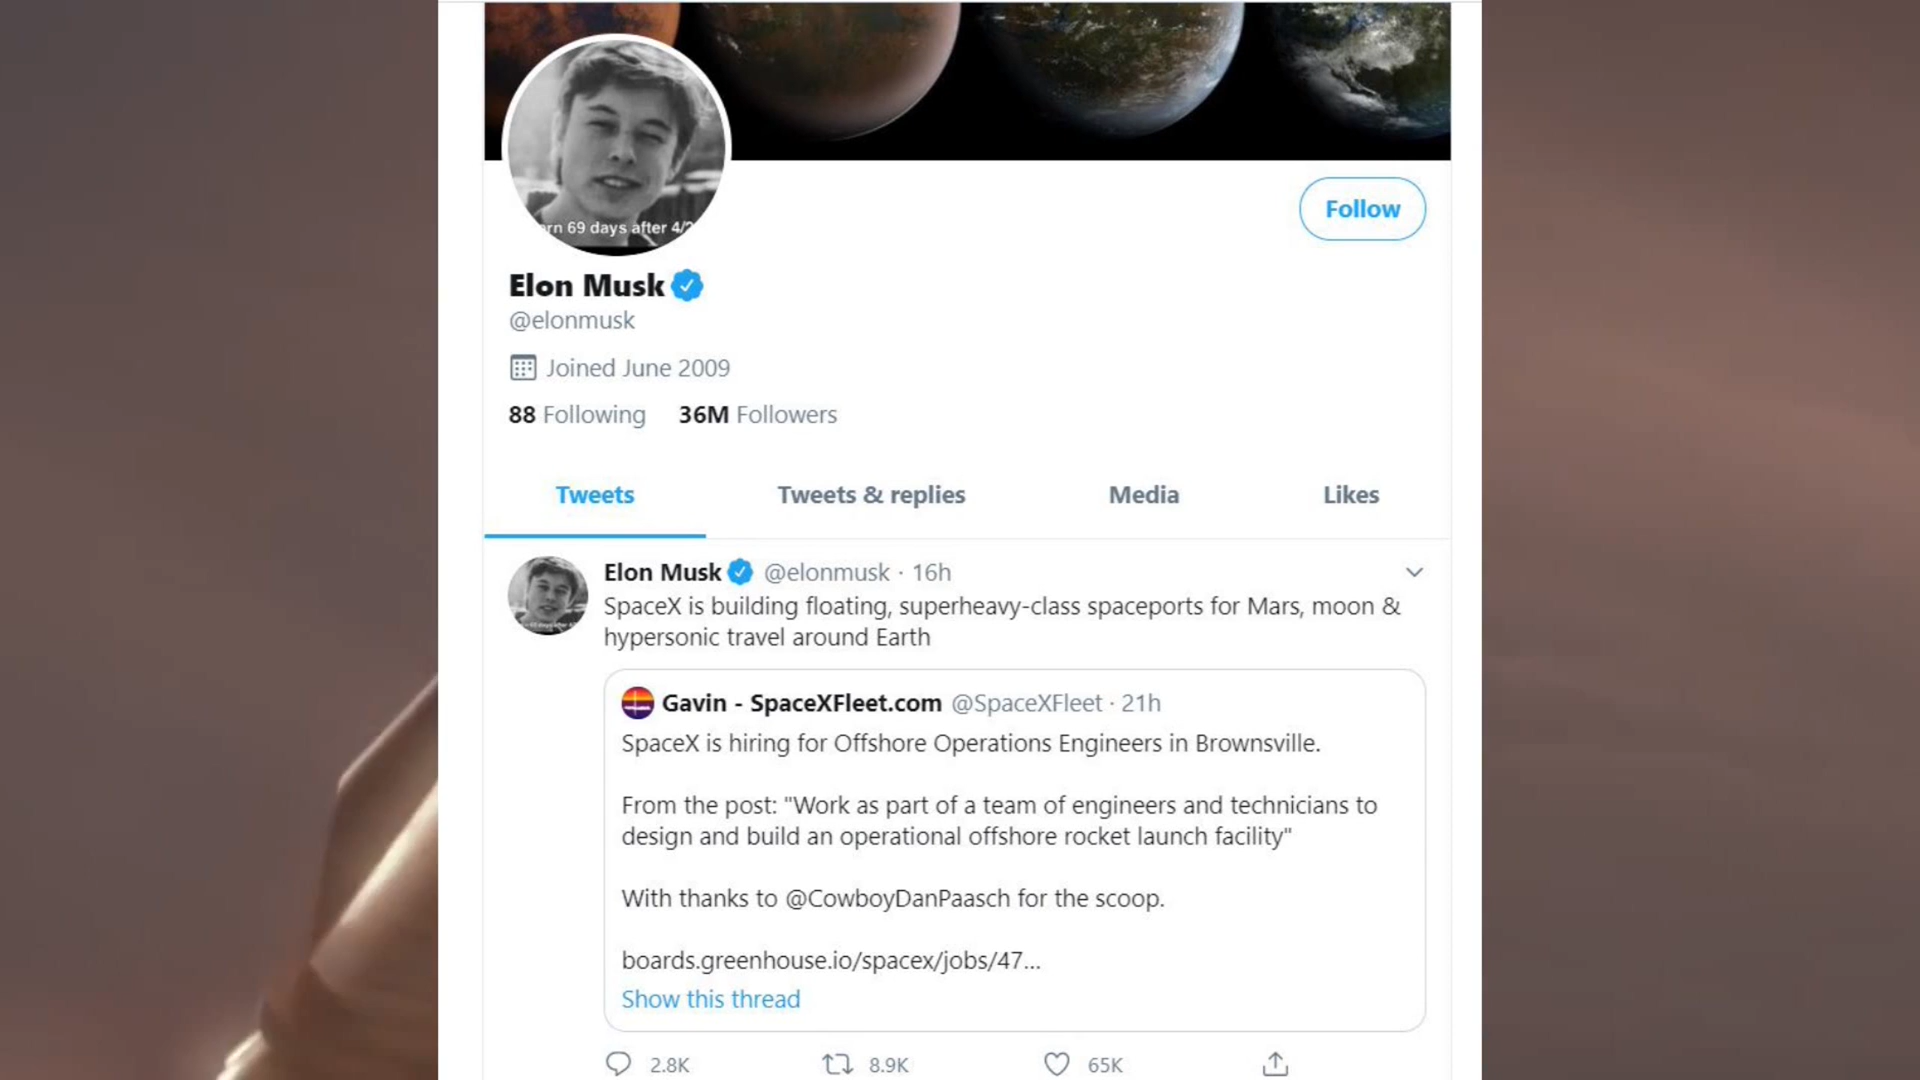 rn 69 days after 4/2
Follow
Elon Musk
@elonmusk
Joined June 2009
88 Following 36M Followers
Tweets Tweets & replies Media Likes
Elon Musk @elonmusk · 16h
SpaceX is building floating, superheavy-class spaceports for Mars, moon &
hypersonic travel around Earth
Gavin - SpaceXFleet.com @SpaceXFleet · 21h
SpaceX is hiring for Offshore Operations Engineers in Brownsville.
From the post: "Work as part of a team of engineers and technicians to
design and build an operational offshore rocket launch facility"
With thanks to @CowboyDanPaasch for the scoop.
boards.greenhouse.io/spacex/jobs/47...
Show this thread
2.8K 8.9K 65K